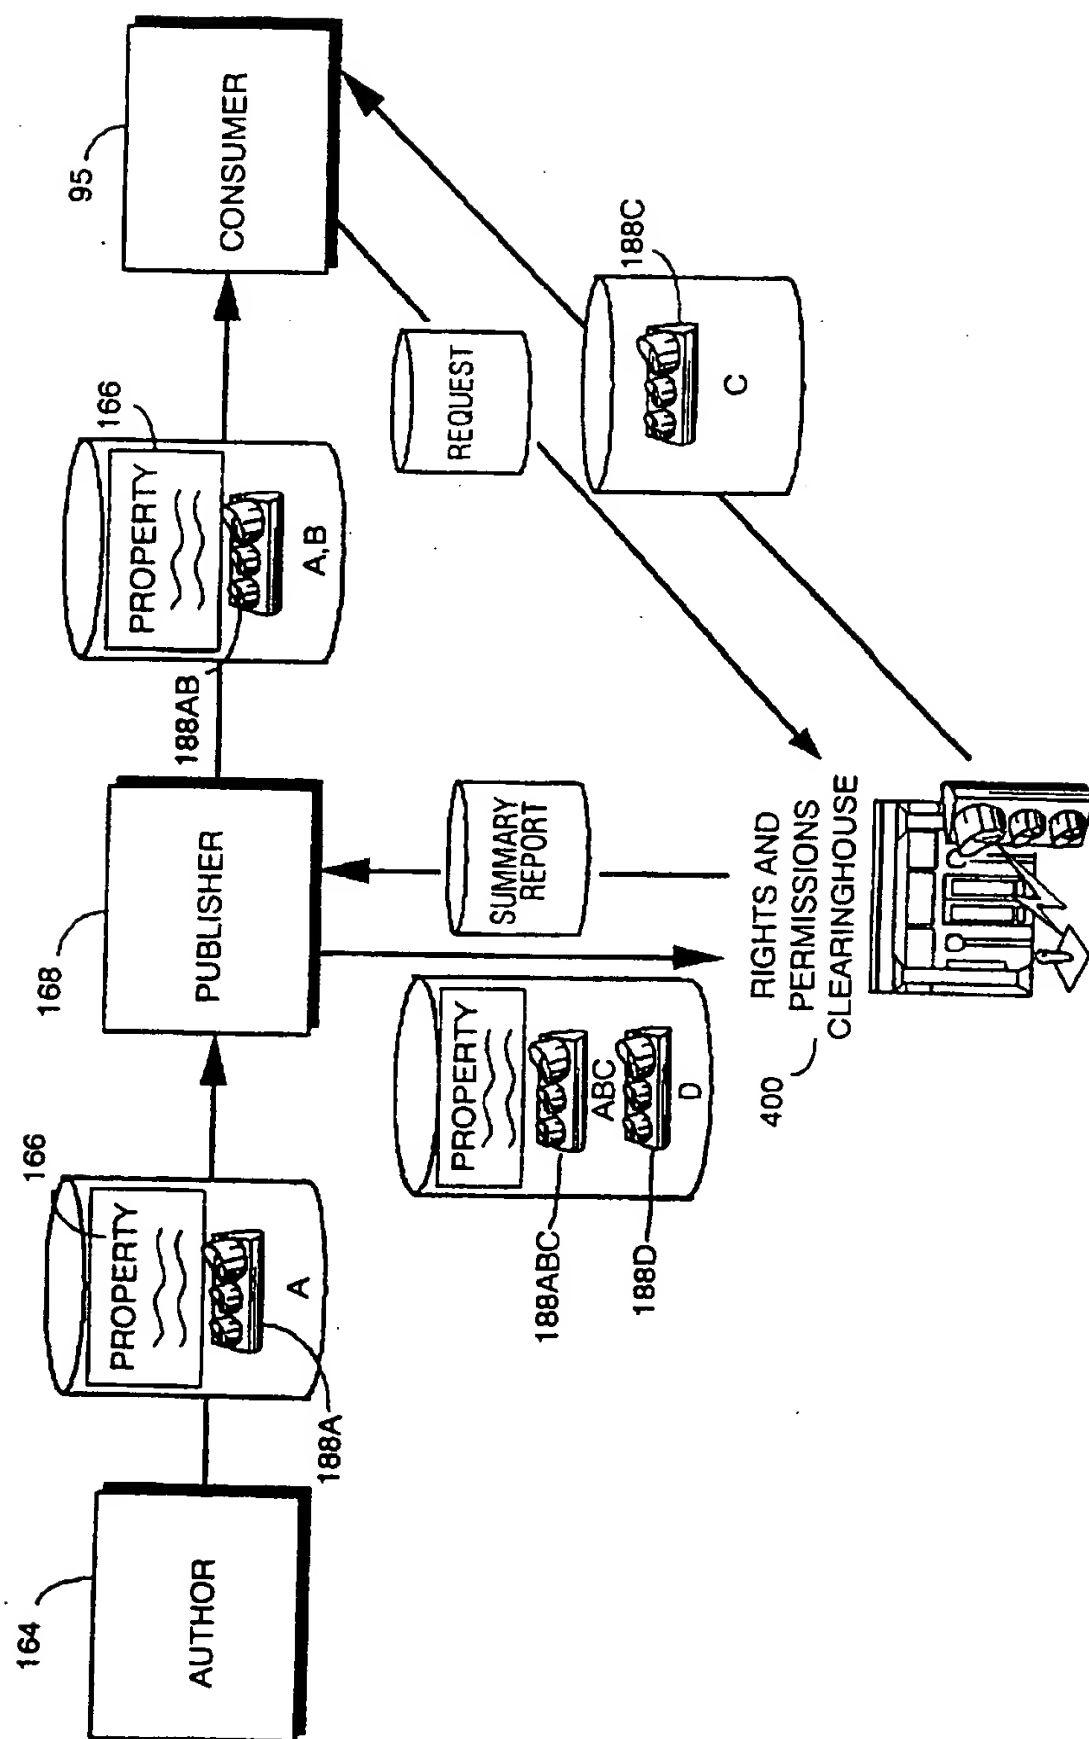 164
AUTHOR
166
PROPERTY
A
188A
168
PUBLISHER
188AB
166
PROPERTY
A,B
95
CONSUMER
PROPERTY
188ABC
ABC
188D
D
SUMMARY
REPORT
REQUEST
188C
C
400
RIGHTS AND
PERMISSIONS
CLEARINGHOUSE